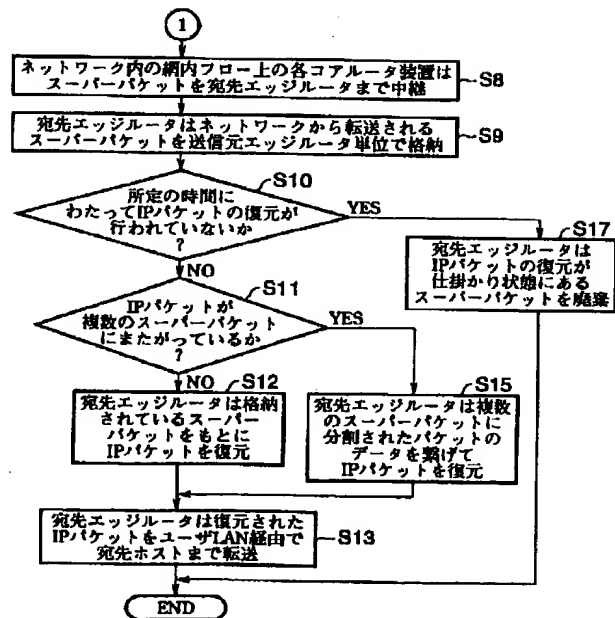 1
ネットワーク内の網内フロー上の各コアルータ装置は
スーパーパケットを宛先エッジルータまで中継
S8
宛先エッジルータはネットワークから転送される
スーパーパケットを送信元エッジルータ単位で格納
S9
S10
所定の時間に
わたってIPパケットの復元が
行われていないか
?
YES
NO
S17
宛先エッジルータは
IPパケットの復元が
仕掛かり状態にある
スーパーパケットを廃棄
S11
IPパケットが
複数のスーパーパケット
にまたがっているか
?
YES
NO
S12
宛先エッジルータは格納
されているスーパー
パケットをもとに
IPパケットを復元
S15
宛先エッジルータは複数
のスーパーパケットに
分割されたパケットの
データを繋げて
IPパケットを復元
宛先エッジルータは復元された
IPパケットをユーザLAN経由で
宛先ホストまで転送
S13
END